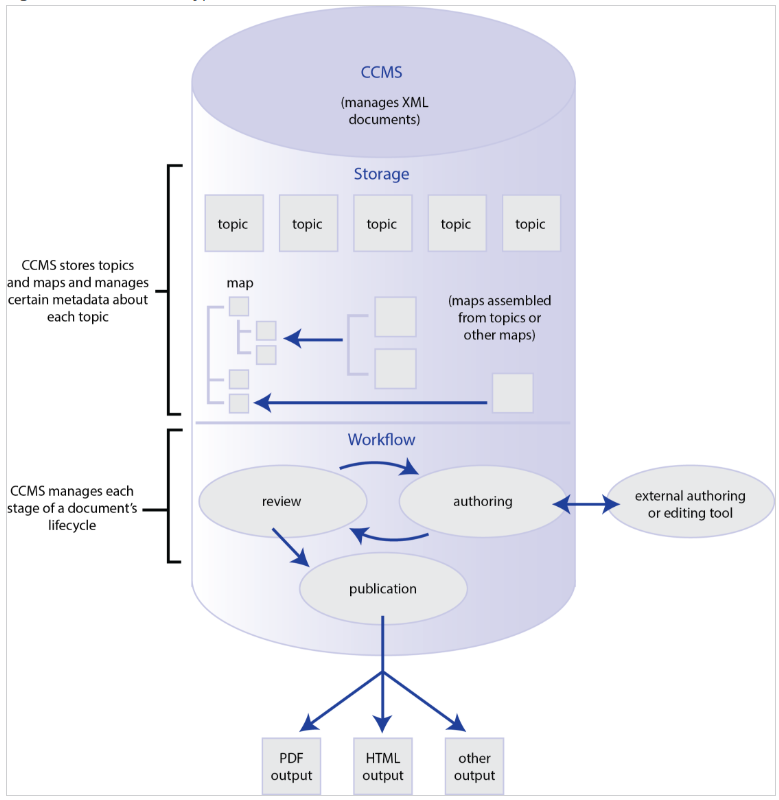 CCMS
(manages XML
documents)
Storage
topic
topic
topic
topic
topic
CCMS stores topics
and maps and manages
certain metadata about
each topic
map
(maps assembled
from topics or
other maps)
Workflow
CCMS manages each
stage of a document's
lifecycle
review
authoring
external authoring
or editing tool
publication
PDF
output
HTML
output
other
output